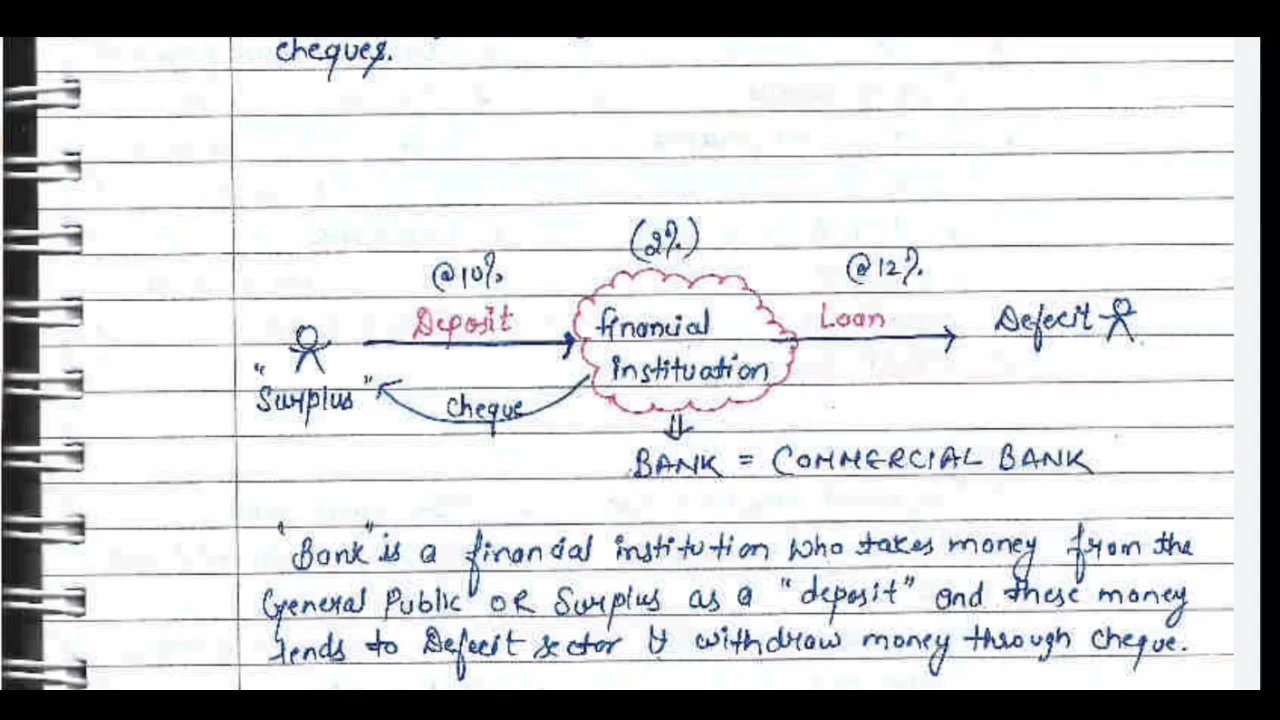 cheques.
(2%)
@10% @12%
Deposit financial Loan Defecit
instituation
"Surplus" cheque
BANK = COMMERCIAL BANK
"Bank" is a financial institution who takes money from the
General Public OR Surplus as a "deposit" and these money
lends to Defecit sector & withdraw money through cheque.